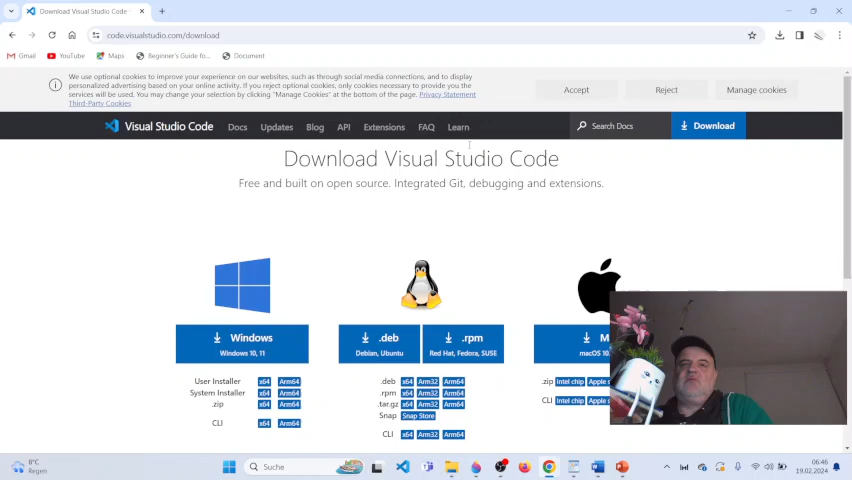 Download Visual Studio Code
code.visualstudio.com/download
Gmail YouTube Maps Beginner's Guide fo... Document
We use optional cookies to improve your experience on our websites, such as through social media connections, and to display
personalized advertising based on your online activity. If you reject optional cookies, only cookies necessary to provide you the
services will be used. You may change your selection by clicking "Manage Cookies" at the bottom of the page. Privacy Statement
Third-Party Cookies
Accept Reject Manage cookies
Visual Studio Code Docs Updates Blog API Extensions FAQ Learn Search Docs Download
Download Visual Studio Code
Free and built on open source. Integrated Git, debugging and extensions.
Windows .deb .rpm M
Windows 10, 11 Debian, Ubuntu Red Hat, Fedora, SUSE macOS 10.
User Installer x64 Arm64 .deb x64 Arm32 Arm64 .zip Intel chip Apple s
System Installer x64 Arm64 .rpm x64 Arm32 Arm64
.zip x64 Arm64 .tar.gz x64 Arm32 Arm64 CLI Intel chip Apple s
Snap Snap Store
CLI x64 Arm64
CLI x64 Arm32 Arm64
8°C
Regen
Suche
06:46
19.02.2024